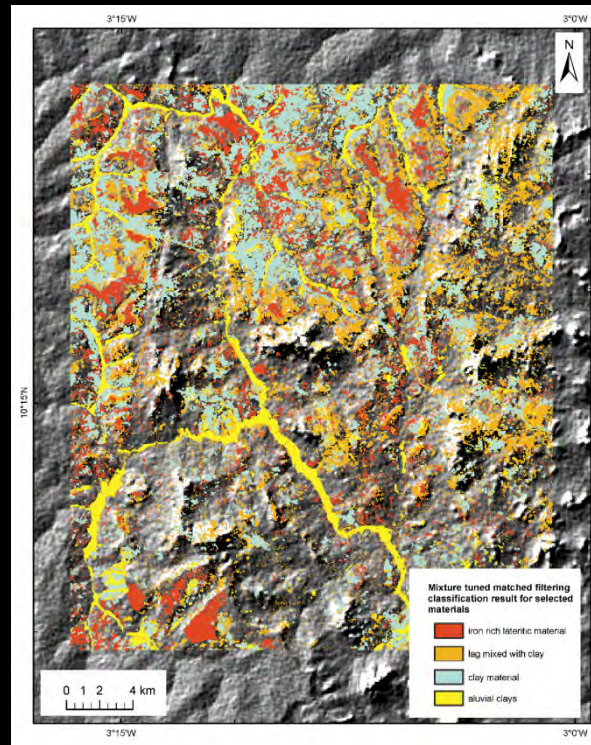 3°15'W 3°0'W
N
10°15'N
Mixture tuned matched filtering
classification result for selected
materials
iron rich lateritic material
lag mixed with clay
clay material
aluvial clays
0 1 2 4 km
3°15'W 3°0'W